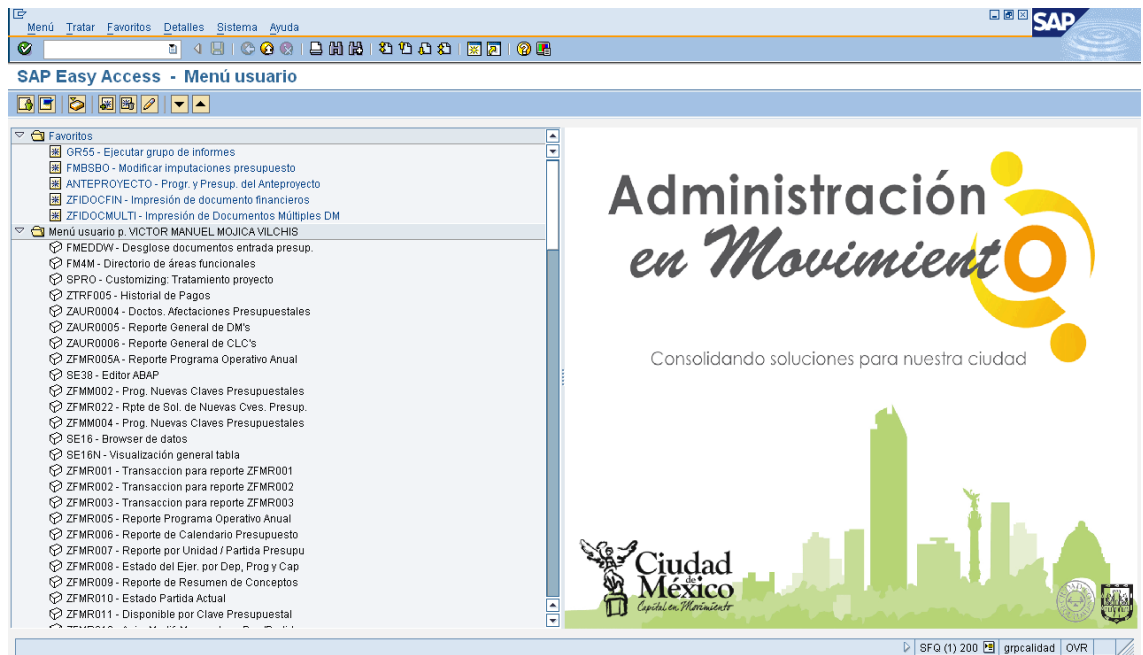 Menú Tratar Favoritos Detalles Sistema Ayuda
SAP
SAP Easy Access - Menú usuario
Favoritos
GR55 - Ejecutar grupo de informes
FMBSBO - Modificar imputaciones presupuesto
ANTEPROYECTO - Progr. y Presup. del Anteproyecto
ZFIDOCFIN - Impresión de documento financieros
ZFIDOCMULTI - Impresión de Documentos Múltiples DM
Menú usuario p. VICTOR MANUEL MOJICA VILCHIS
FMEDDW - Desglose documentos entrada presup.
FM4M - Directorio de áreas funcionales
SPRO - Customizing: Tratamiento proyecto
ZTRF005 - Historial de Pagos
ZAUR0004 - Doctos. Afectaciones Presupuestales
ZAUR0005 - Reporte General de DM's
ZAUR0006 - Reporte General de CLC's
ZFMR005A - Reporte Programa Operativo Anual
SE38 - Editor ABAP
ZFMM002 - Prog. Nuevas Claves Presupuestales
ZFMR022 - Rpte de Sol. de Nuevas Cves. Presup.
ZFMM004 - Prog. Nuevas Claves Presupuestales
SE16 - Browser de datos
SE16N - Visualización general tabla
ZFMR001 - Transaccion para reporte ZFMR001
ZFMR002 - Transaccion para reporte ZFMR002
ZFMR003 - Transaccion para reporte ZFMR003
ZFMR005 - Reporte Programa Operativo Anual
ZFMR006 - Reporte de Calendario Presupuesto
ZFMR007 - Reporte por Unidad / Partida Presupu
ZFMR008 - Estado del Ejer. por Dep, Prog y Cap
ZFMR009 - Reporte de Resumen de Conceptos
ZFMR010 - Estado Partida Actual
ZFMR011 - Disponible por Clave Presupuestal
Administración
en Movimiento
Consolidando soluciones para nuestra ciudad
Ciudad
de
México
Capital en Movimiento
SFQ (1) 200 grpcalidad OVR